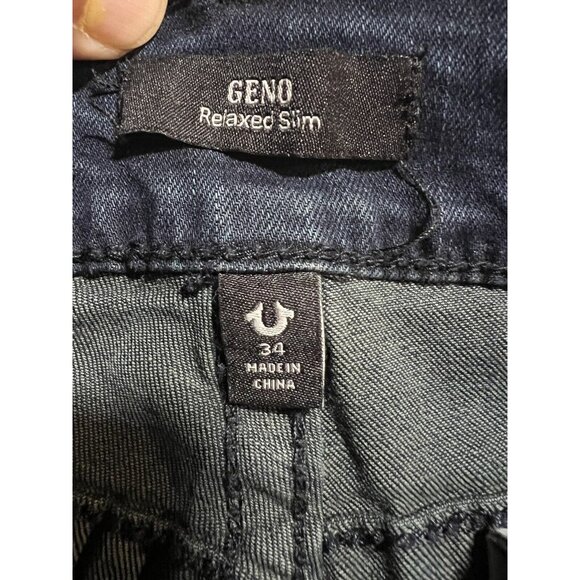 GENO
Relaxed Slim
34
MADE IN
CHINA